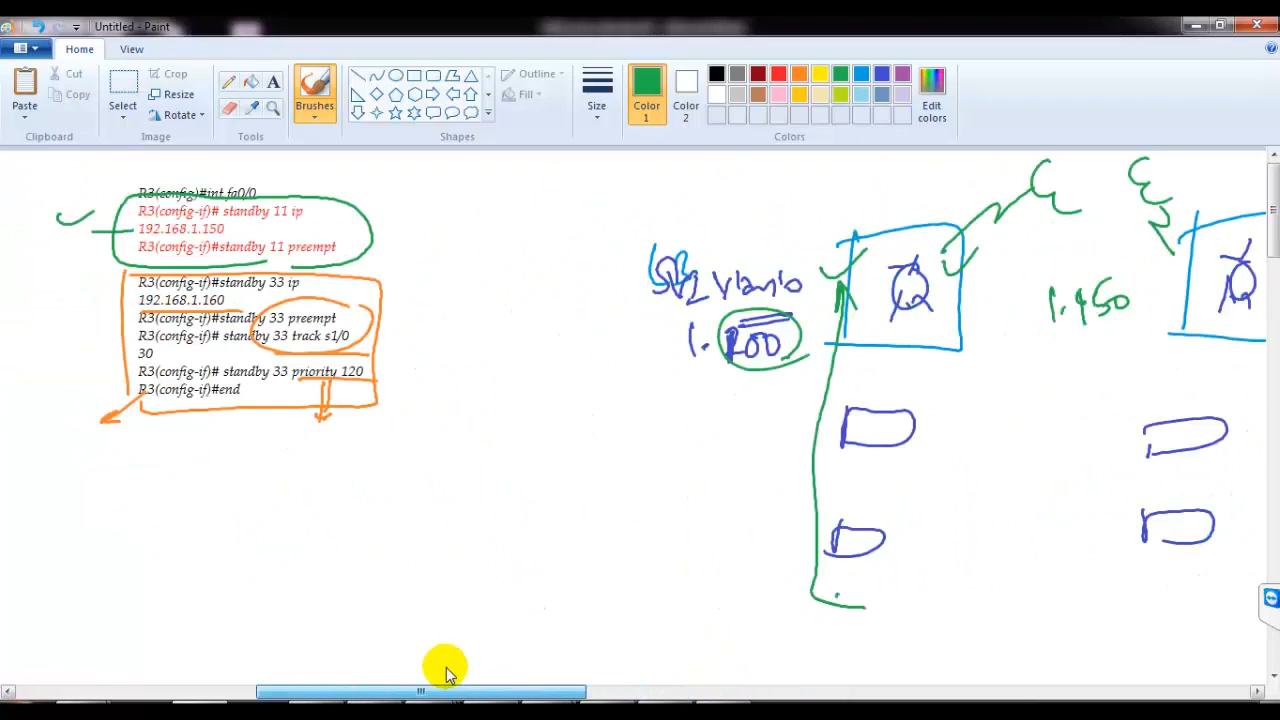 Untitled - Paint
Home
View
Paste
Cut
Copy
Clipboard
Select
Crop
Resize
Rotate
Image
Tools
Brushes
Shapes
Outline
Fill
Size
Color 1
Color 2
Edit colors
Colors
R3(config)#int fa0/0
R3(config-if)# standby 11 ip
192.168.1.150
R3(config-if)#standby 11 preempt
R3(config-if)#standby 33 ip
192.168.1.160
R3(config-if)#standby 33 preempt
R3(config-if)# standby 33 track s1/0
30
R3(config-if)# standby 33 priority 120
R3(config-if)#end
1.